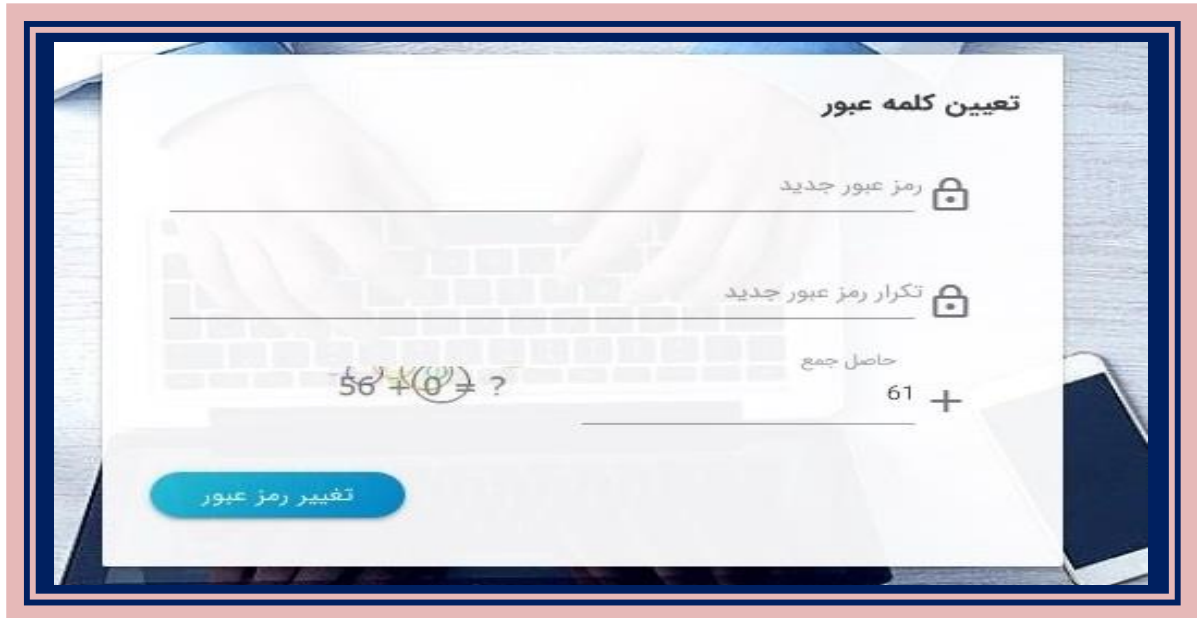 تعیین کلمه عبور
رمز عبور جدید
تکرار رمز عبور جدید
حاصل جمع
61
56 + 0 = ?
تغییر رمز عبور